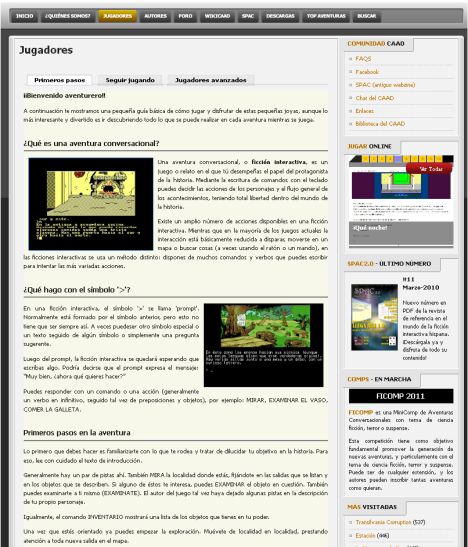 INICIO ¿QUIÉNES SOMOS? JUGADORES AUTORES FORO WIKICAAD SPAC DESCARGAS TOP AVENTURAS BUSCAR
Jugadores
Primeros pasos Seguir jugando Jugadores avanzados
¡¡Bienvenido aventurero!!
A continuación te mostramos una pequeña guía básica de cómo jugar y disfrutar de estas pequeñas joyas, aunque lo
más interesante y divertido es ir descubriendo todo lo que se puede realizar en cada aventura mientras se juega.
¿Qué es una aventura conversacional?
Una aventura conversacional, o ficción interactiva, es un
juego o relato en el que tú desempeñas el papel del protagonista
de la historia. Mediante la escritura de comandos con el teclado
puedes decidir las acciones de los personajes y el flujo general de
los acontecimientos, teniendo total libertad dentro del mundo de
la historia.
Existe un amplio número de acciones disponibles en una ficción
interactiva. Mientras que en la mayoría de los juegos actuales la
interacción está básicamente reducida a disparar, moverse en un
mapa o buscar cosas (a veces usando el ratón o un mando), en
las ficciones interactivas se usa un método distinto: dispones de muchos comandos y verbos que puedes escribir
para intentar las más variadas acciones.
¿Qué hago con el símbolo '>'?
En una ficción interactiva, el símbolo '>' se llama 'prompt'.
Normalmente está formado por el símbolo anterior, pero esto no
tiene que ser siempre así. A veces puedeser otro símbolo especial o
un texto seguido de algún símbolo o simplemente una pregunta
sugerente.
Luego del prompt, la ficción interactiva se quedará esperando que
escribas algo. Podría decirse que el prompt expresa el mensaje:
"Muy bien, ¿ahora qué quieres hacer?"
Puedes responder con un comando o una acción (generalmente
un verbo en infinitivo, seguido tal vez de preposiciones y objetos), por ejemplo: MIRAR, EXAMINAR EL VASO,
COMER LA GALLETA.
Primeros pasos en la aventura
Lo primero que debes hacer es familiarizarte con lo que te rodea y tratar de dilucidar tu objetivo en la historia. Para
eso, lee con cuidado el texto de introducción.
Generalmente hay un par de pistas ahí. También MIRA la localidad donde estás, fijándote en las salidas que se listan y
en los objetos que se describen. Si alguno de éstos te interesa, puedes EXAMINAR el objeto en cuestión. También
puedes examinarte a ti mismo (EXAMINATE). El autor del juego tal vez haya dejado algunas pistas en la descripción
de tu propio personaje.
Igualmente, el comando INVENTARIO mostrará una lista de los objetos que tienes en tu poder.
Una vez que estés orientado ya puedes empezar la exploración. Muévete de localidad en localidad, prestando
atención a toda nueva salida en el mapa.
COMUNIDAD CAAD
FAQS
Facebook
SPAC (antiguo webzine)
Chat del CAAD
Enlaces
Biblioteca del CAAD
JUGAR ONLINE
Ver Todas
¡Qué noche!
SPAC2.0 - ÚLTIMO NÚMERO
SPAC
#11
Marzo-2010
Nuevo número en
PDF de la revista
de referencia en el
mundo de la ficción
interactiva hispana.
¡Descárgala ya y
disfruta de todo su
contenido!
COMPS - EN MARCHA
FICOMP 2011
FICOMP es una MiniComp de Aventuras
Conversacionales con tema de ciencia
ficción, terror o suspense.
Esta competición tiene como objetivo
fundamental promover la generación de
nuevas aventuras, y particularmente con el
tema de ciencia ficción, terror y suspense.
Puede ser de cualquier extensión, y los
autores pueden inscribir tantas aventuras
como quieran.
MÁS VISITADAS
Transilvania Corruption (537)
Estación (446)